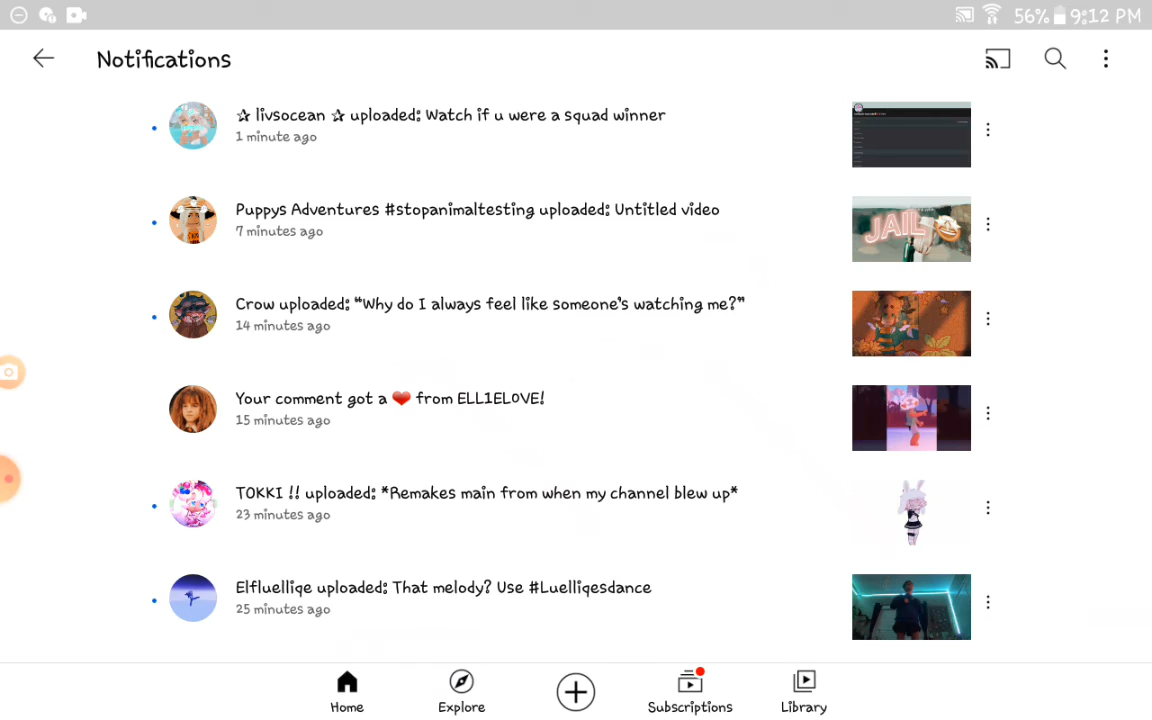 56% 9:12 PM
Notifications
✰ livsocean ✰ uploaded: Watch if u were a squad winner
1 minute ago
Puppys Adventures #stopanimaltesting uploaded: Untitled video
7 minutes ago
JAIL
Crow uploaded: “Why do I always feel like someone’s watching me?”
14 minutes ago
Your comment got a ❤️ from ELL1EL0VE!
15 minutes ago
TOKKI !! uploaded: *Remakes main from when my channel blew up*
23 minutes ago
Elfluelliqe uploaded: That melody? Use #Luelliqesdance
25 minutes ago
Home
Explore
Subscriptions
Library